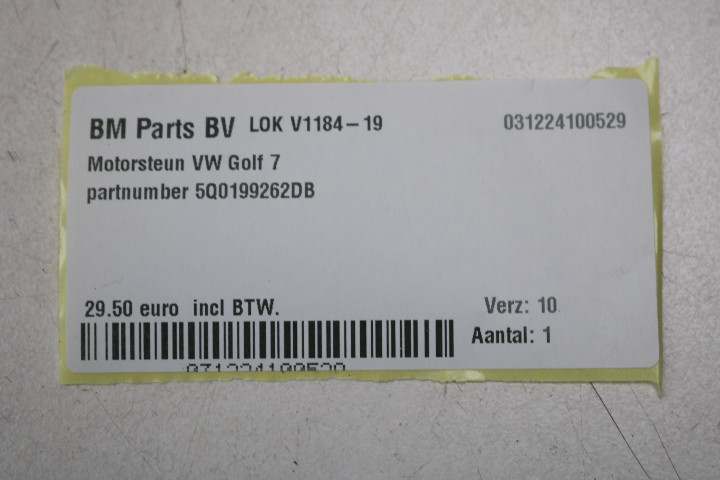 BM Parts BV LOK V1184-19 031224100529
Motorsteun VW Golf 7
partnumber 5Q0199262DB
29.50 euro incl BTW. Verz: 10
Aantal: 1